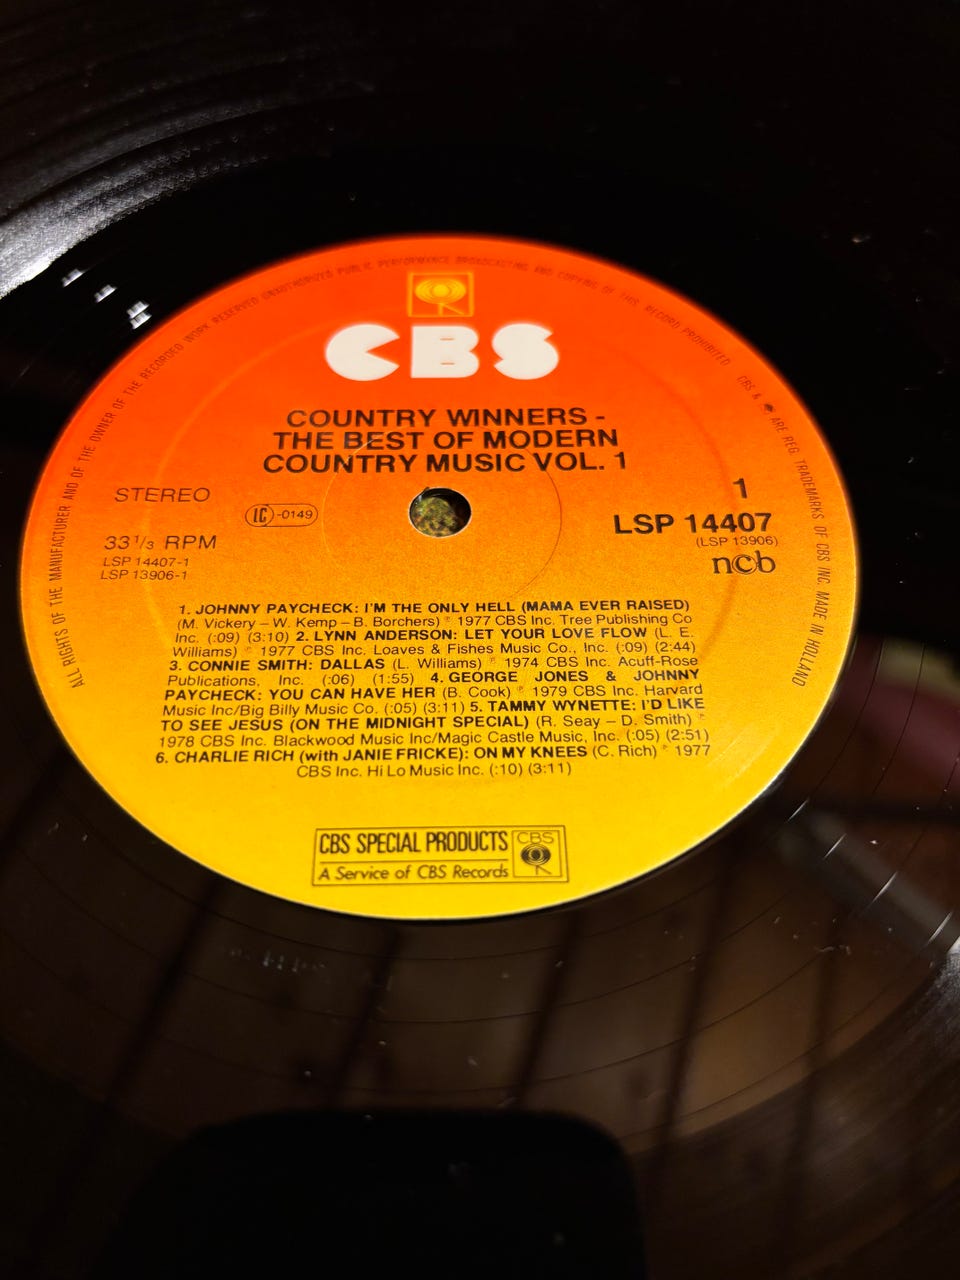 ALL RIGHTS OF THE MANUFACTURER AND OF THE OWNER OF THE RECORDED WORK RESERVED UNAUTHORIZED PUBLIC PERFORMANCE BROADCASTING AND COPYING OF THIS RECORD PROHIBITED CBS & ARE REG. TRADEMARKS OF CBS INC. MADE IN HOLLAND
CBS
COUNTRY WINNERS -
THE BEST OF MODERN
COUNTRY MUSIC VOL. 1
STEREO
LC-0149
33 1/3 RPM
LSP 14407-1
LSP 13906-1
1
LSP 14407
(LSP 13906)
ncb
1. JOHNNY PAYCHECK: I'M THE ONLY HELL (MAMA EVER RAISED)
(M. Vickery – W. Kemp – B. Borchers) ℗ 1977 CBS Inc. Tree Publishing Co
Inc. (:09) (3:10) 2. LYNN ANDERSON: LET YOUR LOVE FLOW (L. E.
Williams) ℗ 1977 CBS Inc. Loaves & Fishes Music Co., Inc. (:09) (2:44)
3. CONNIE SMITH: DALLAS (L. Williams) ℗ 1974 CBS Inc. Acuff-Rose
Publications, Inc. (:06) (1:55) 4. GEORGE JONES & JOHNNY
PAYCHECK: YOU CAN HAVE HER (B. Cook) ℗ 1979 CBS Inc. Harvard
Music Inc/Big Billy Music Co. (:05) (3:11) 5. TAMMY WYNETTE: I'D LIKE
TO SEE JESUS (ON THE MIDNIGHT SPECIAL) (R. Seay – D. Smith) ℗
1978 CBS Inc. Blackwood Music Inc/Magic Castle Music, Inc. (:05) (2:51)
6. CHARLIE RICH (with JANIE FRICKE): ON MY KNEES (C. Rich) ℗ 1977
CBS Inc. Hi Lo Music Inc. (:10) (3:11)
CBS SPECIAL PRODUCTS
A Service of CBS Records
CBS